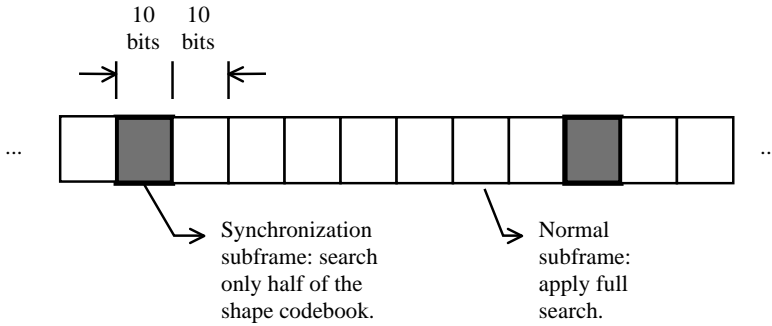 10 10
bits bits
... ..
Synchronization
subframe: search
only half of the
shape codebook.
Normal
subframe:
apply full
search.